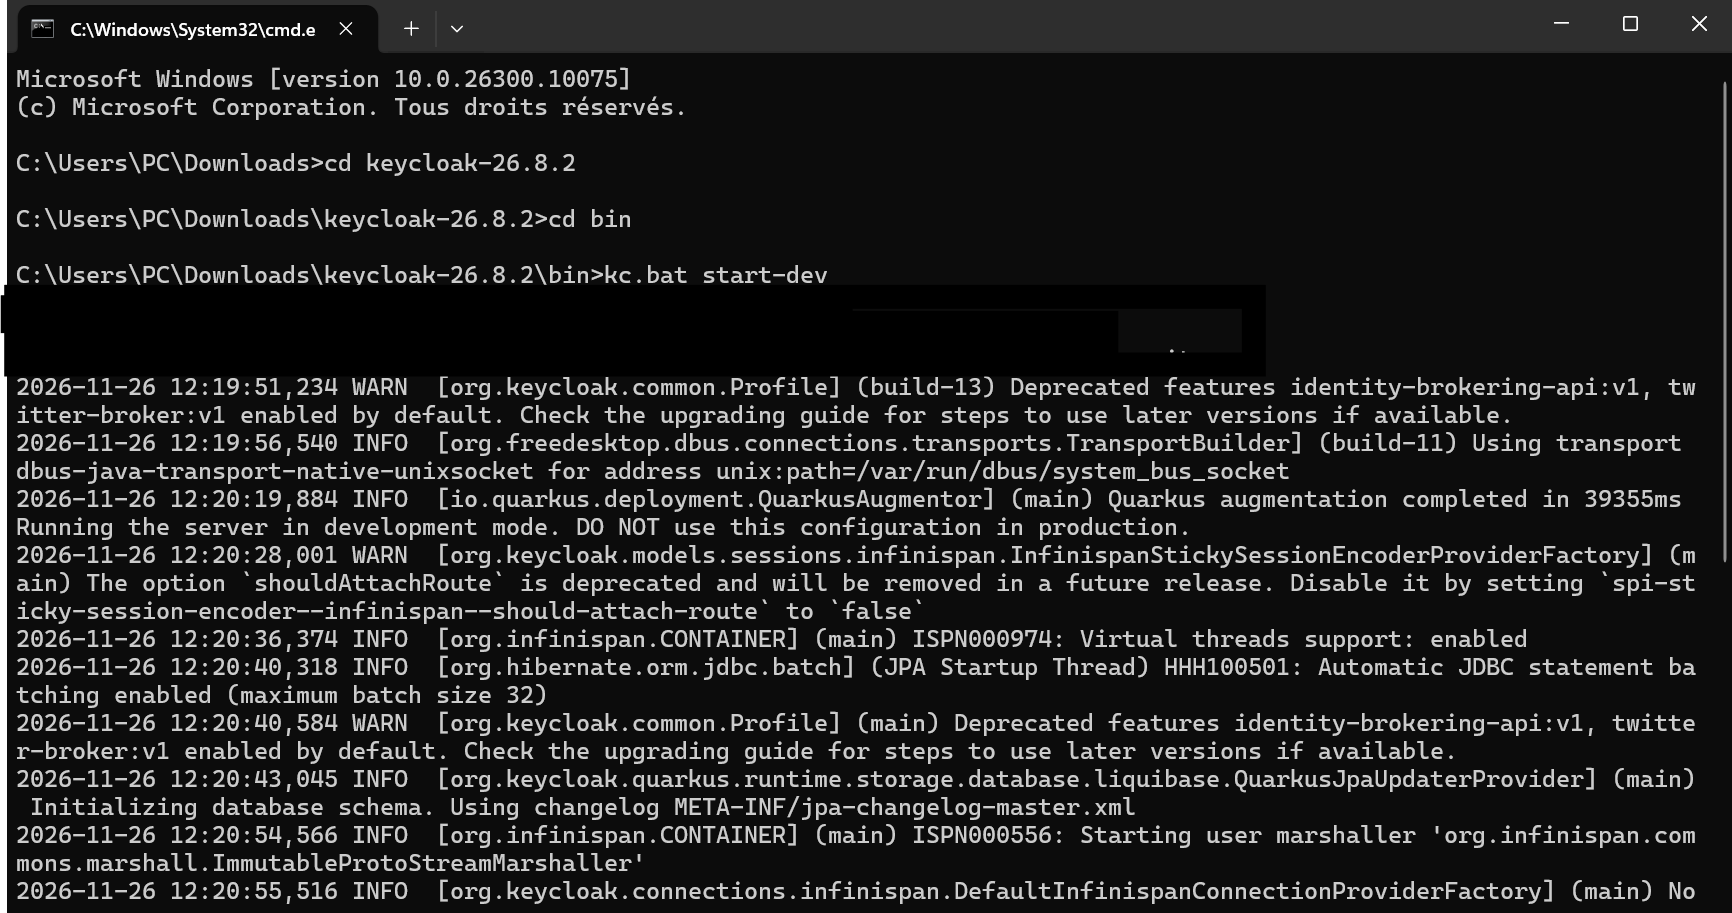 C:\Windows\System32\cmd.e
Microsoft Windows [version 10.0.26300.10075]
(c) Microsoft Corporation. Tous droits réservés.
C:\Users\PC\Downloads>cd keycloak-26.8.2
C:\Users\PC\Downloads\keycloak-26.8.2>cd bin
C:\Users\PC\Downloads\keycloak-26.8.2\bin>kc.bat start-dev
2026-11-26 12:19:51,234 WARN  [org.keycloak.common.Profile] (build-13) Deprecated features identity-brokering-api:v1, tw
itter-broker:v1 enabled by default. Check the upgrading guide for steps to use later versions if available.
2026-11-26 12:19:56,540 INFO  [org.freedesktop.dbus.connections.transports.TransportBuilder] (build-11) Using transport
dbus-java-transport-native-unixsocket for address unix:path=/var/run/dbus/system_bus_socket
2026-11-26 12:20:19,884 INFO  [io.quarkus.deployment.QuarkusAugmentor] (main) Quarkus augmentation completed in 39355ms
Running the server in development mode. DO NOT use this configuration in production.
2026-11-26 12:20:28,001 WARN  [org.keycloak.models.sessions.infinispan.InfinispanStickySessionEncoderProviderFactory] (m
ain) The option `shouldAttachRoute` is deprecated and will be removed in a future release. Disable it by setting `spi-st
icky-session-encoder--infinispan--should-attach-route` to `false`
2026-11-26 12:20:36,374 INFO  [org.infinispan.CONTAINER] (main) ISPN000974: Virtual threads support: enabled
2026-11-26 12:20:40,318 INFO  [org.hibernate.orm.jdbc.batch] (JPA Startup Thread) HHH100501: Automatic JDBC statement ba
tching enabled (maximum batch size 32)
2026-11-26 12:20:40,584 WARN  [org.keycloak.common.Profile] (main) Deprecated features identity-brokering-api:v1, twitte
r-broker:v1 enabled by default. Check the upgrading guide for steps to use later versions if available.
2026-11-26 12:20:43,045 INFO  [org.keycloak.quarkus.runtime.storage.database.liquibase.QuarkusJpaUpdaterProvider] (main)
 Initializing database schema. Using changelog META-INF/jpa-changelog-master.xml
2026-11-26 12:20:54,566 INFO  [org.infinispan.CONTAINER] (main) ISPN000556: Starting user marshaller 'org.infinispan.com
mons.marshall.ImmutableProtoStreamMarshaller'
2026-11-26 12:20:55,516 INFO  [org.keycloak.connections.infinispan.DefaultInfinispanConnectionProviderFactory] (main) No